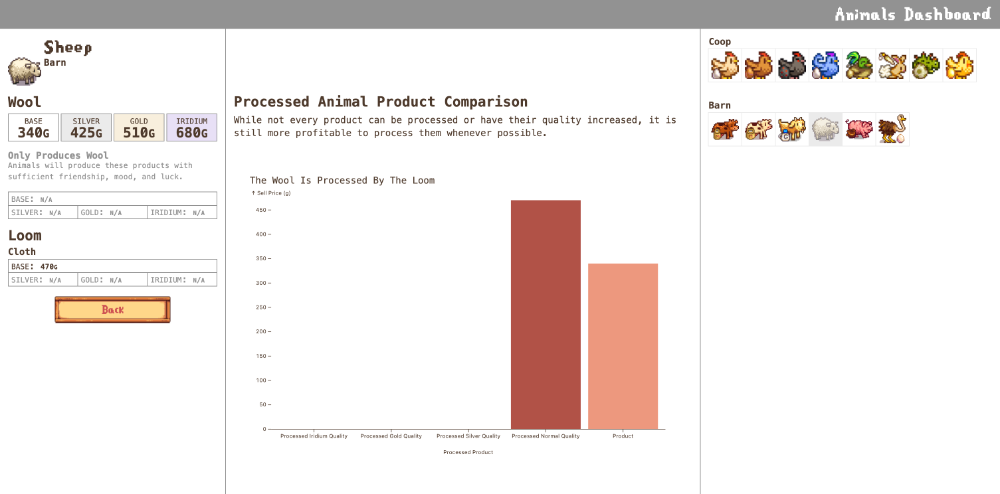 Animals Dashboard
Sheep
Barn
Wool
BASE SILVER GOLD IRIDIUM
340G 425G 510G 680G
Only Produces Wool
Animals will produce these products with
sufficient friendship, mood, and luck.
BASE: N/A
SILVER: N/A GOLD: N/A IRIDIUM: N/A
Loom
Cloth
BASE: 470G
SILVER: N/A GOLD: N/A IRIDIUM: N/A
Back
Processed Animal Product Comparison
While not every product can be processed or have their quality increased, it is
still more profitable to process them whenever possible.
The Wool Is Processed By The Loom
↑ Sell Price (g)
450
400
350
300
250
200
150
100
50
0
Processed Iridium Quality Processed Gold Quality Processed Silver Quality Processed Normal Quality Product
Processed Product
Coop
Barn